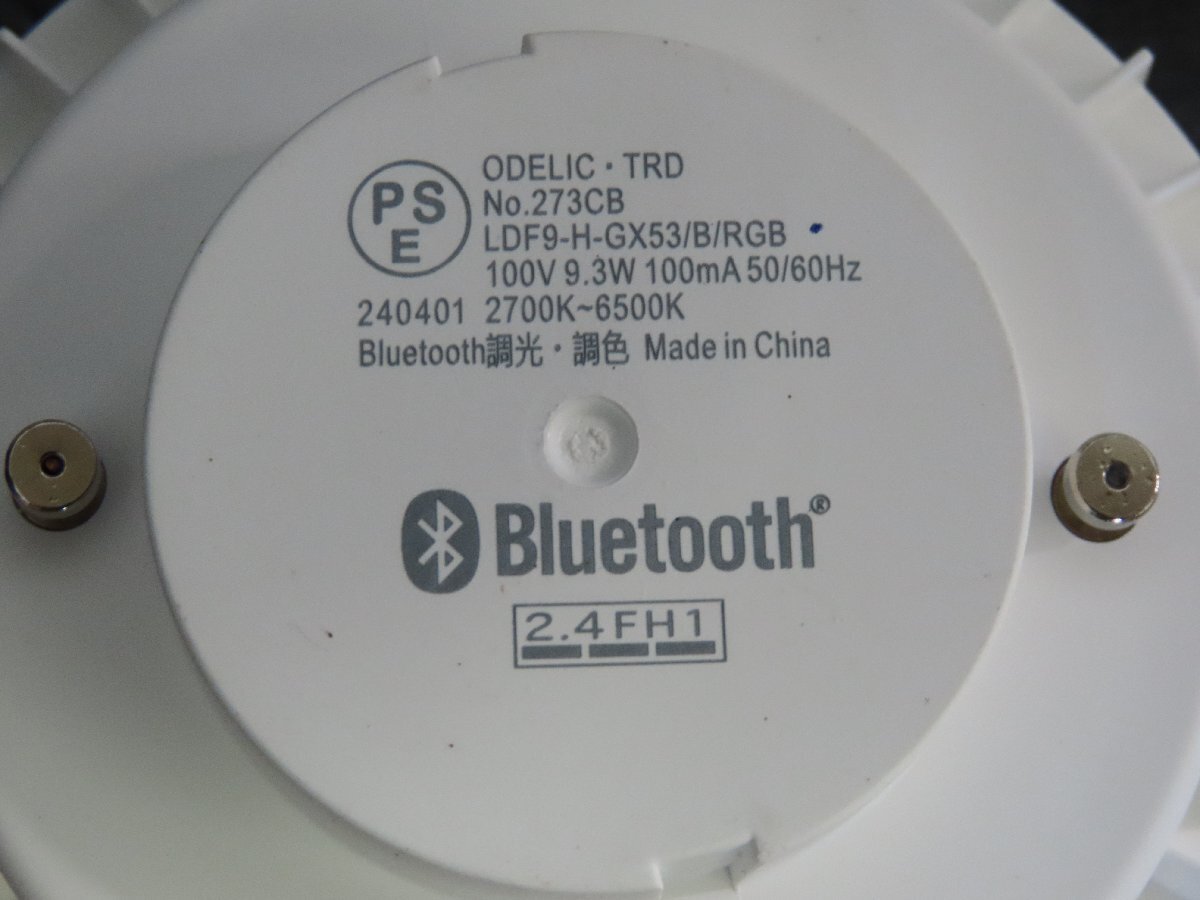 PS
E
ODELIC・TRD
No.273CB
LDF9-H-GX53/B/RGB
100V 9.3W 100mA 50/60Hz
240401 2700K~6500K
Bluetooth調光・調色 Made in China
Bluetooth®
2.4FH1